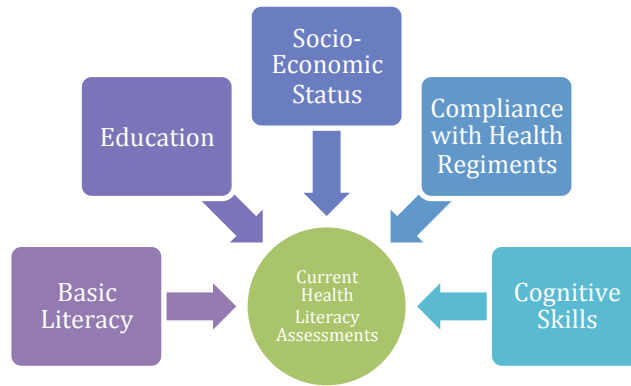 Socio-
Economic
Status
Education
Compliance
with Health
Regiments
Basic
Literacy
Current
Health
Literacy
Assessments
Cognitive
Skills